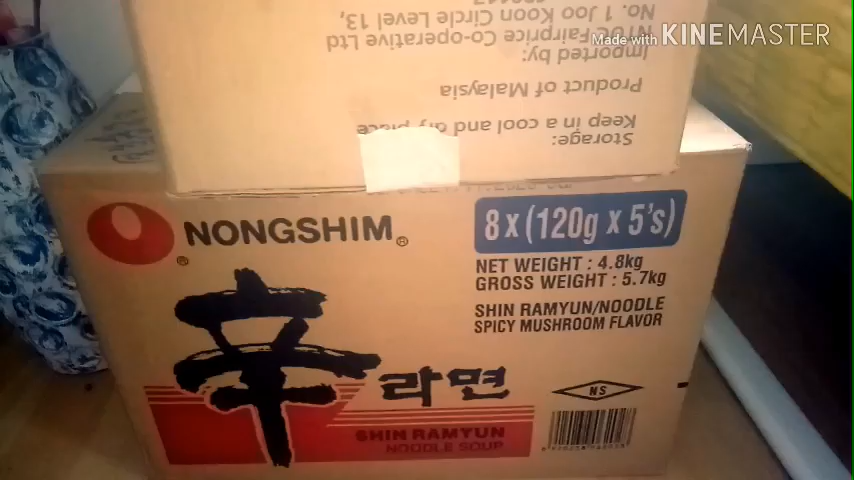 No. 1 Joo Koon Circle Level 13,
Fairprice Co-operative Ltd
Imported by:
Product of Malaysia
Keep in a cool and dry place
Storage:
Made with KINEMASTER
NONGSHIM®
®
8 x (120g x 5's)
NET WEIGHT : 4.8kg
GROSS WEIGHT : 5.7kg
SHIN RAMYUN/NOODLE
SPICY MUSHROOM FLAVOR
辛라면
NS
SHIN RAMYUN
NOODLE SOUP